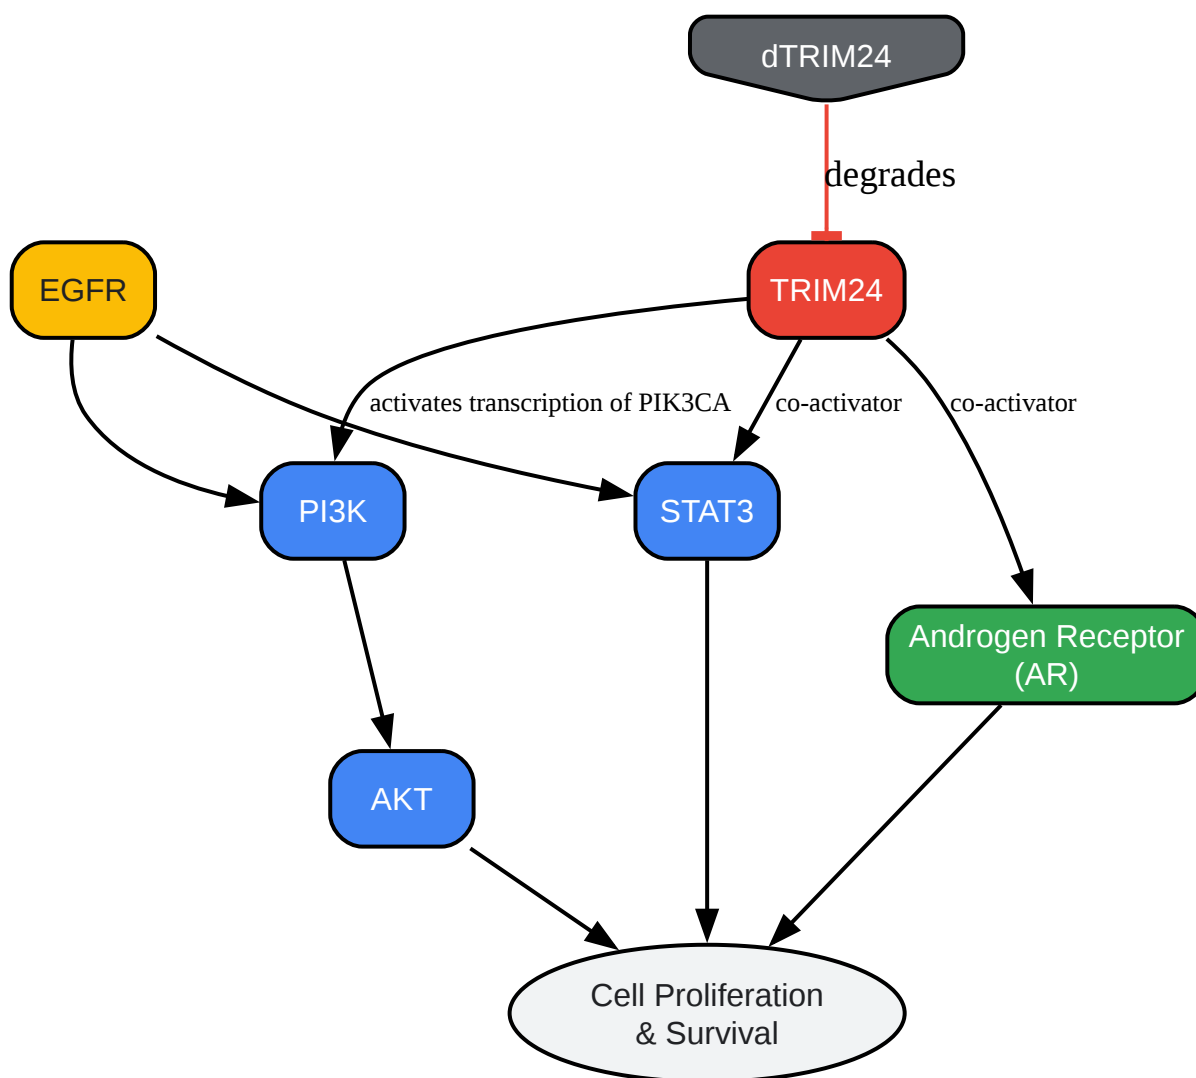 dTRIM24
degrades
EGFR
TRIM24
activates transcription of PIK3CA
co-activator
co-activator
PI3K
STAT3
Androgen Receptor
(AR)
AKT
Cell Proliferation
& Survival